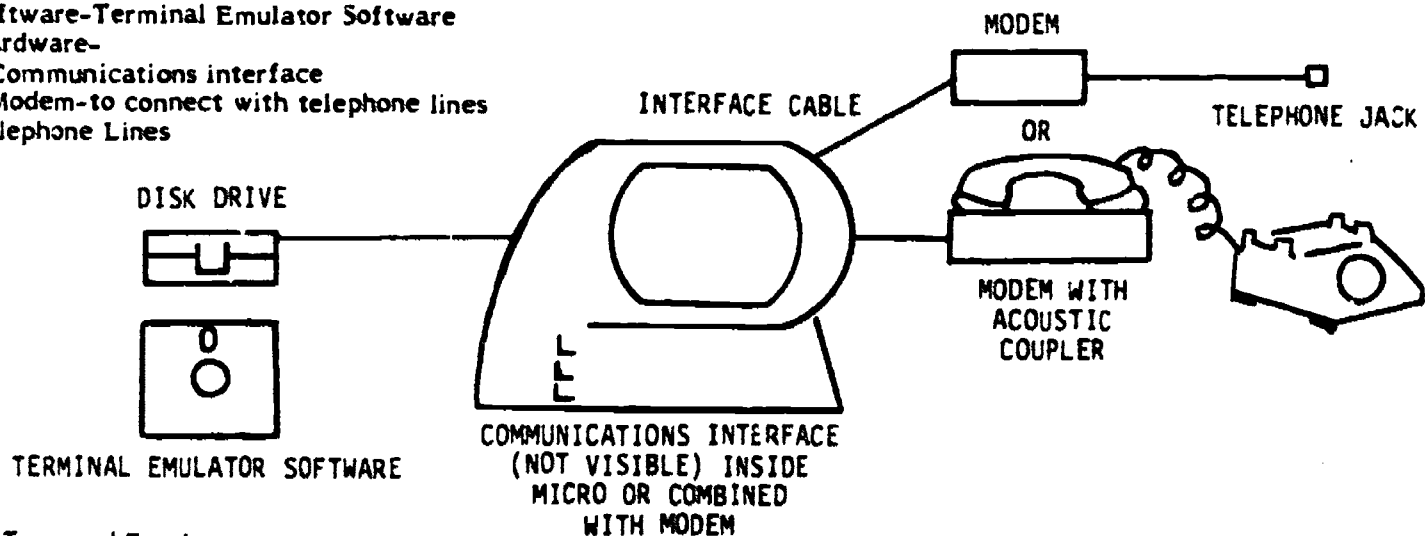 ftware-Terminal Emulator Software
rdware-
Communications interface
Modem-to connect with telephone lines
lephone Lines
MODEM
INTERFACE CABLE
TELEPHONE JACK
OR
DISK DRIVE
MODEM WITH
ACOUSTIC
COUPLER
TERMINAL EMULATOR SOFTWARE
COMMUNICATIONS INTERFACE
(NOT VISIBLE) INSIDE
MICRO OR COMBINED
WITH MODEM